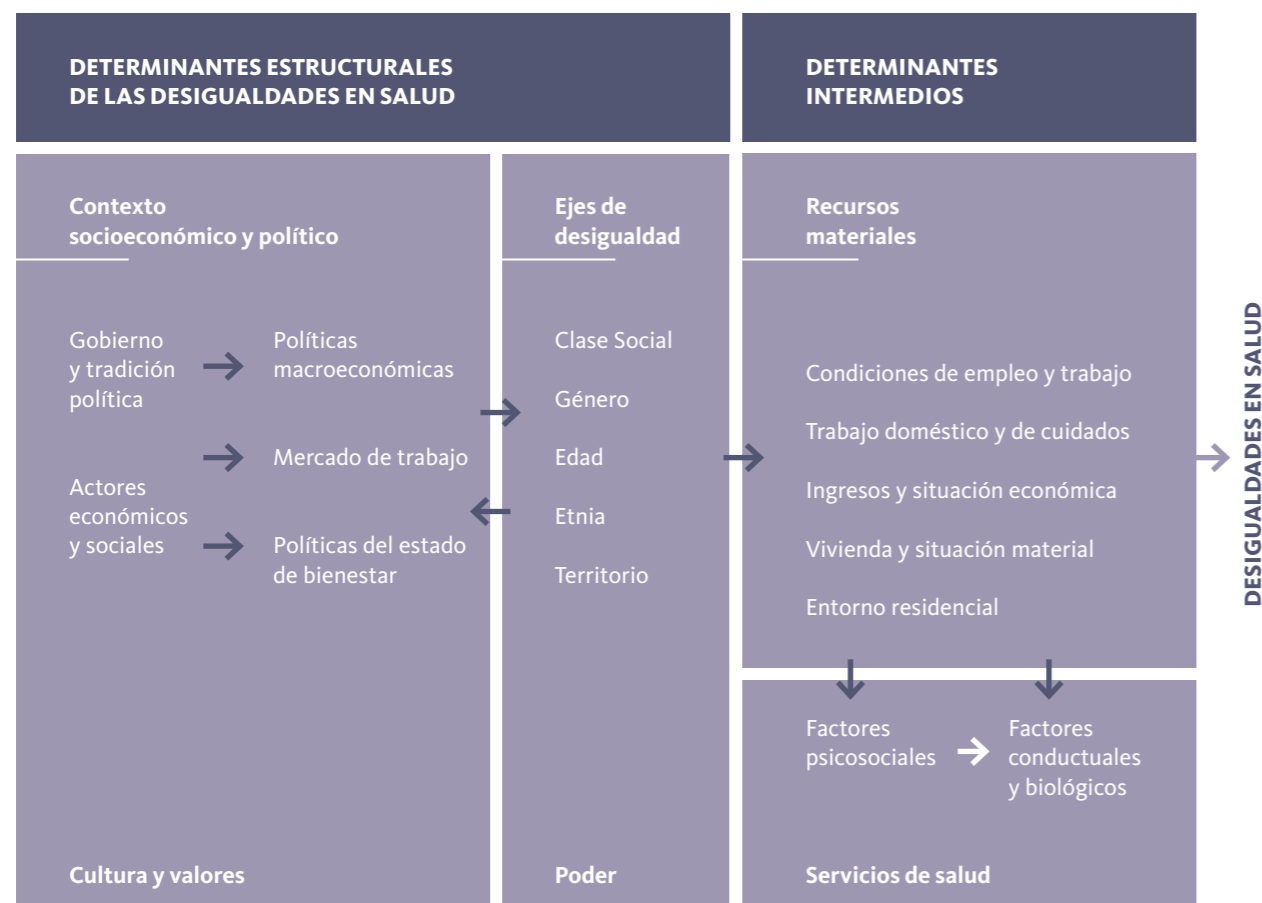 DETERMINANTES ESTRUCTURALES
DE LAS DESIGUALDADES EN SALUD
DETERMINANTES
INTERMEDIOS
Contexto
socioeconómico y político
Gobierno
y tradición
política
Actores
económicos
y sociales
Políticas
macroeconómicas
Mercado de trabajo
Políticas del estado
de bienestar
Cultura y valores
Ejes de
desigualdad
Clase Social
Género
Edad
Etnia
Territorio
Poder
Recursos
materiales
Condiciones de empleo y trabajo
Trabajo doméstico y de cuidados
Ingresos y situación económica
Vivienda y situación material
Entorno residencial
Factores
psicosociales
Factores
conductuales
y biológicos
Servicios de salud
DESIGUALDADES EN SALUD